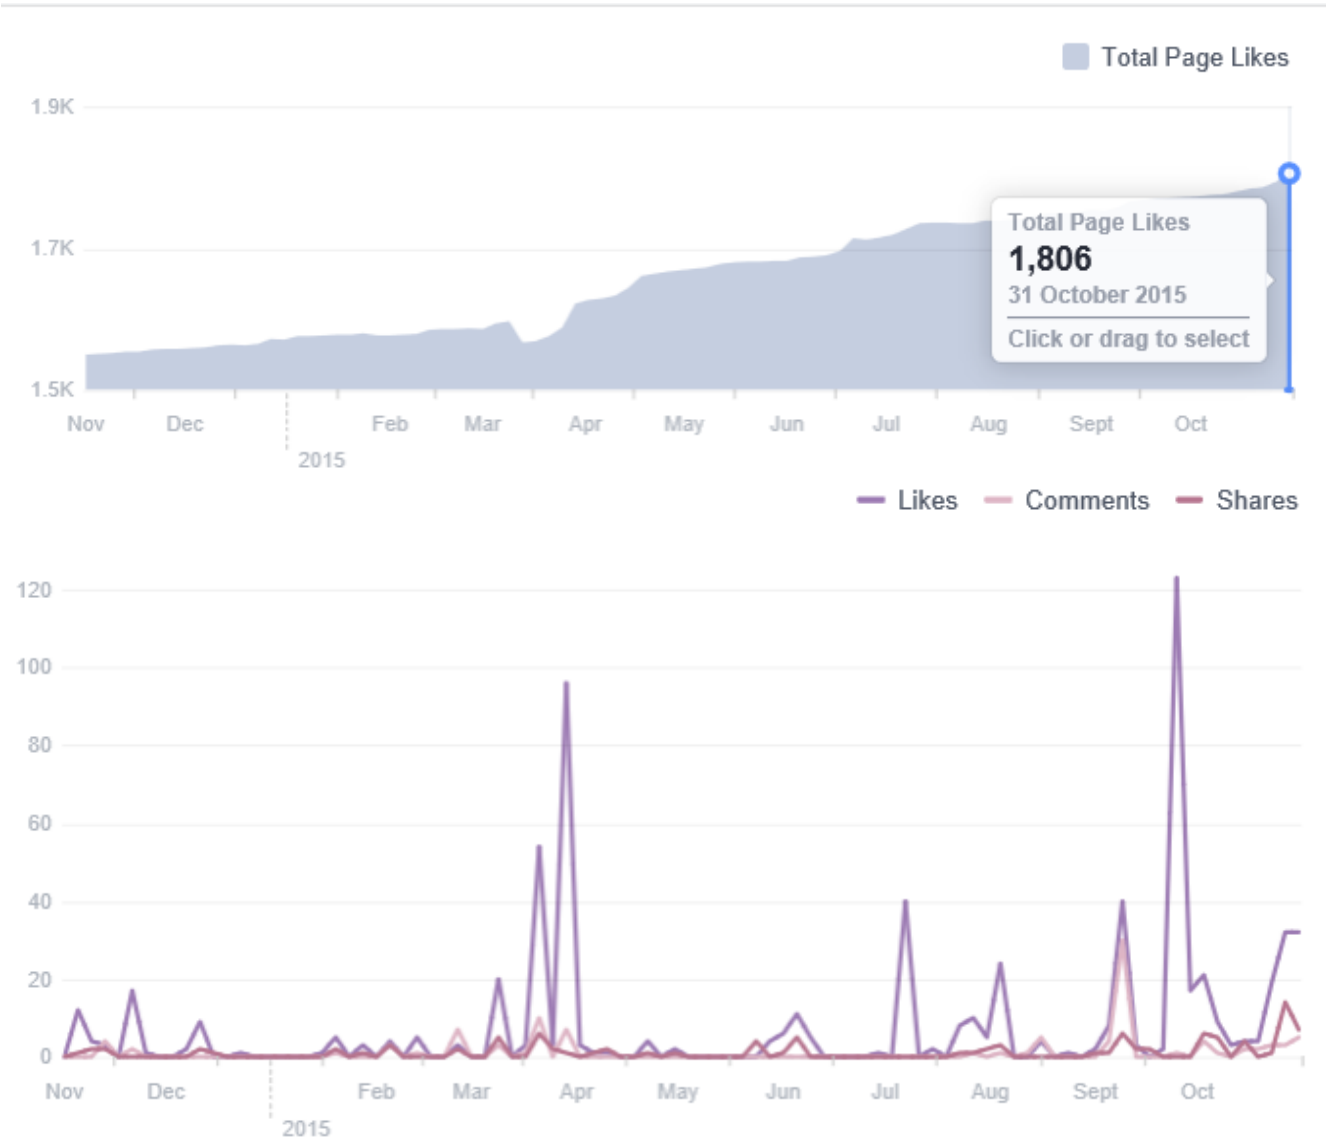 Total Page Likes
1.9K
1.7K
1.5K
Total Page Likes
1,806
31 October 2015
Click or drag to select
Nov Dec Feb Mar Apr May Jun Jul Aug Sept Oct
2015
Likes Comments Shares
120
100
80
60
40
20
0
Nov Dec Feb Mar Apr May Jun Jul Aug Sept Oct
2015